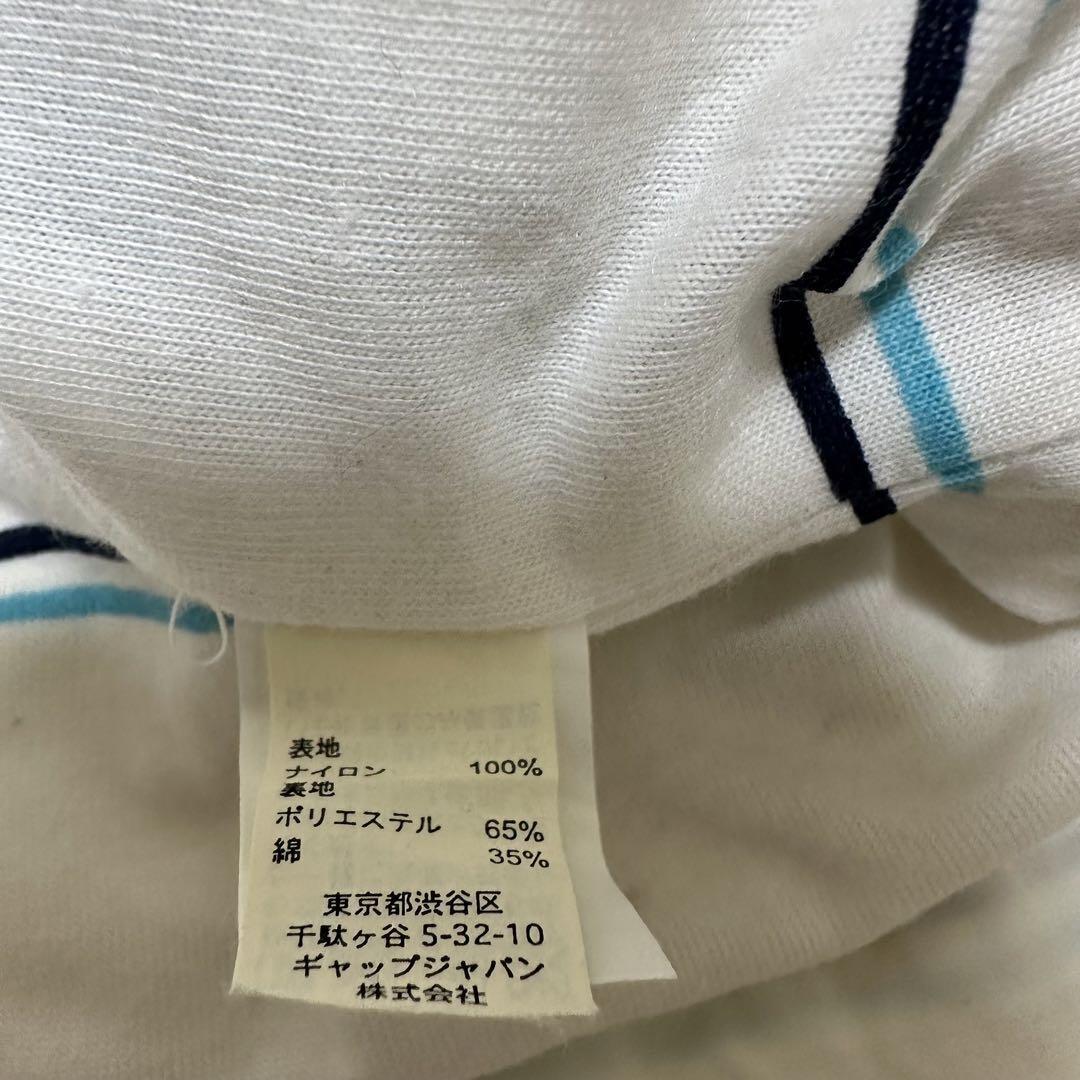 表地
ナイロン 100%
裏地
ポリエステル 65%
綿 35%
東京都渋谷区
千駄ヶ谷 5-32-10
ギャップジャパン
株式会社